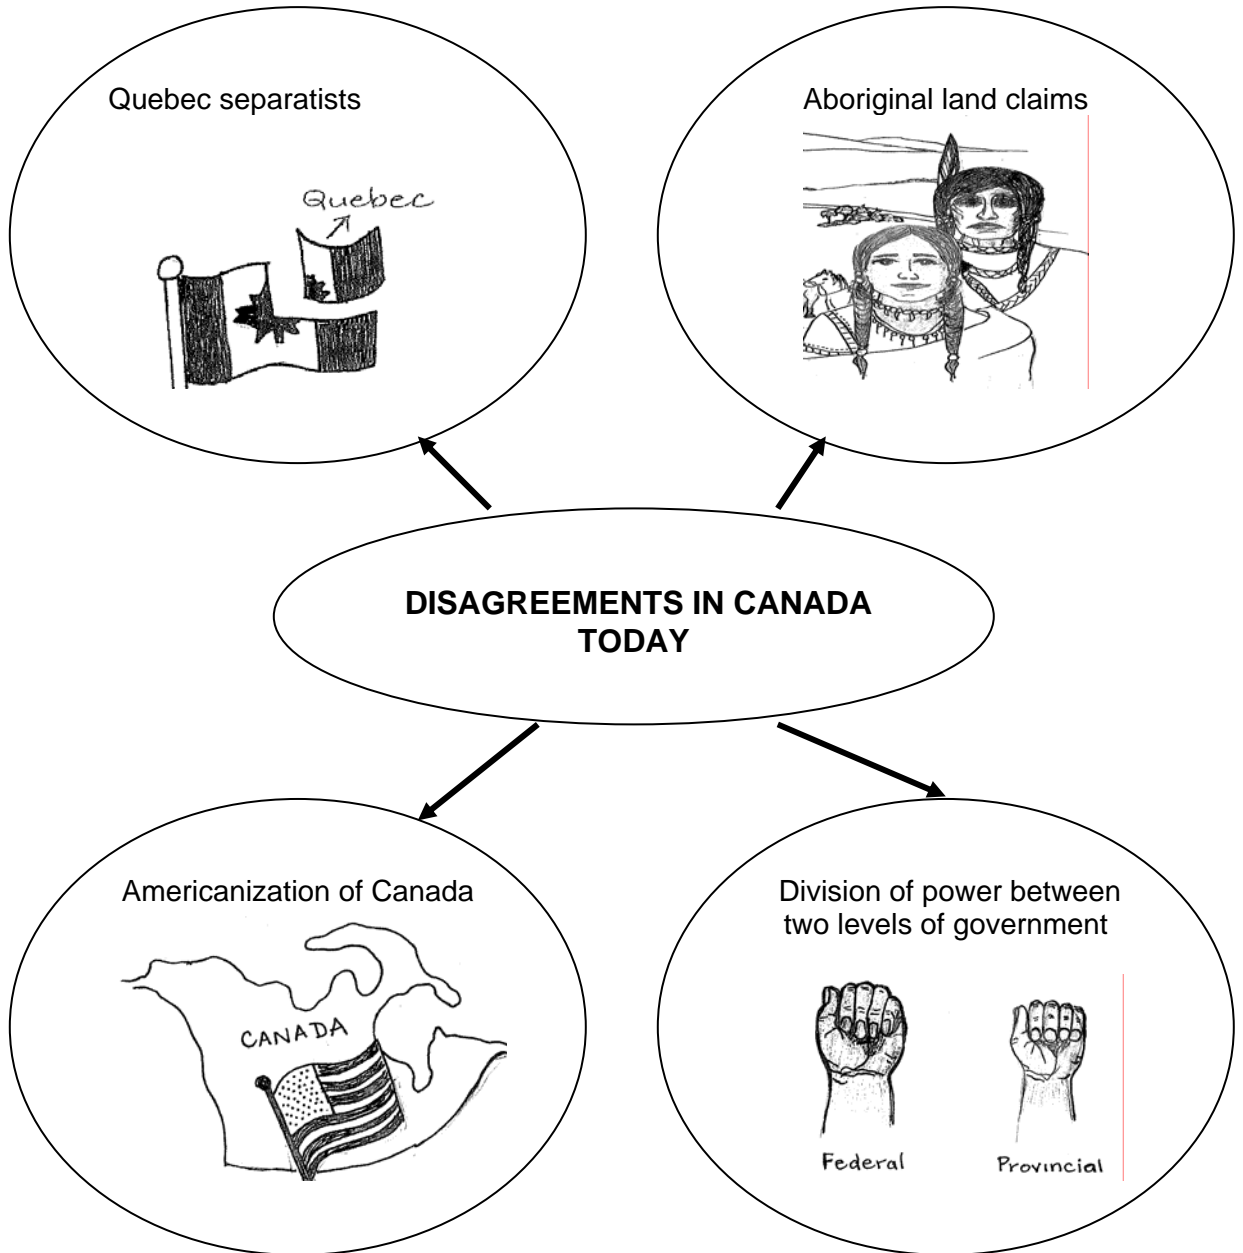 Quebec separatists
Quebec
Aboriginal land claims
DISAGREEMENTS IN CANADA
TODAY
Americanization of Canada
CANADA
Division of power between
two levels of government
Federal
Provincial